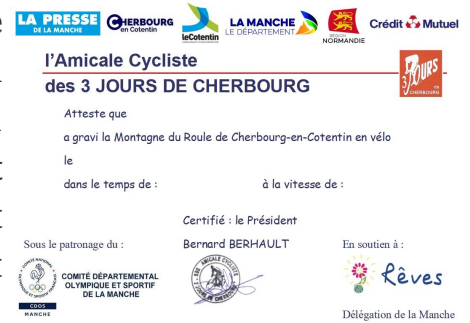 LA PRESSE
DE LA MANCHE
CHERBOURG
en Cotentin
leCotentin
LA MANCHE
LE DÉPARTEMENT
RÉGION
NORMANDIE
Crédit Mutuel
l'Amicale Cycliste
des 3 JOURS DE CHERBOURG
3 JOURS
CHERBOURG
Atteste que
a gravi la Montagne du Roule de Cherbourg-en-Cotentin en vélo
le
dans le temps de : à la vitesse de :
Certifié : le Président
Sous le patronage du : Bernard BERHAULT En soutien à :
COMITÉ DÉPARTEMENTAL
OLYMPIQUE ET SPORTIF
DE LA MANCHE
CDOS
MANCHE
AMICALE CYCLISTE
DE CHERBOURG
Rêves
Délégation de la Manche